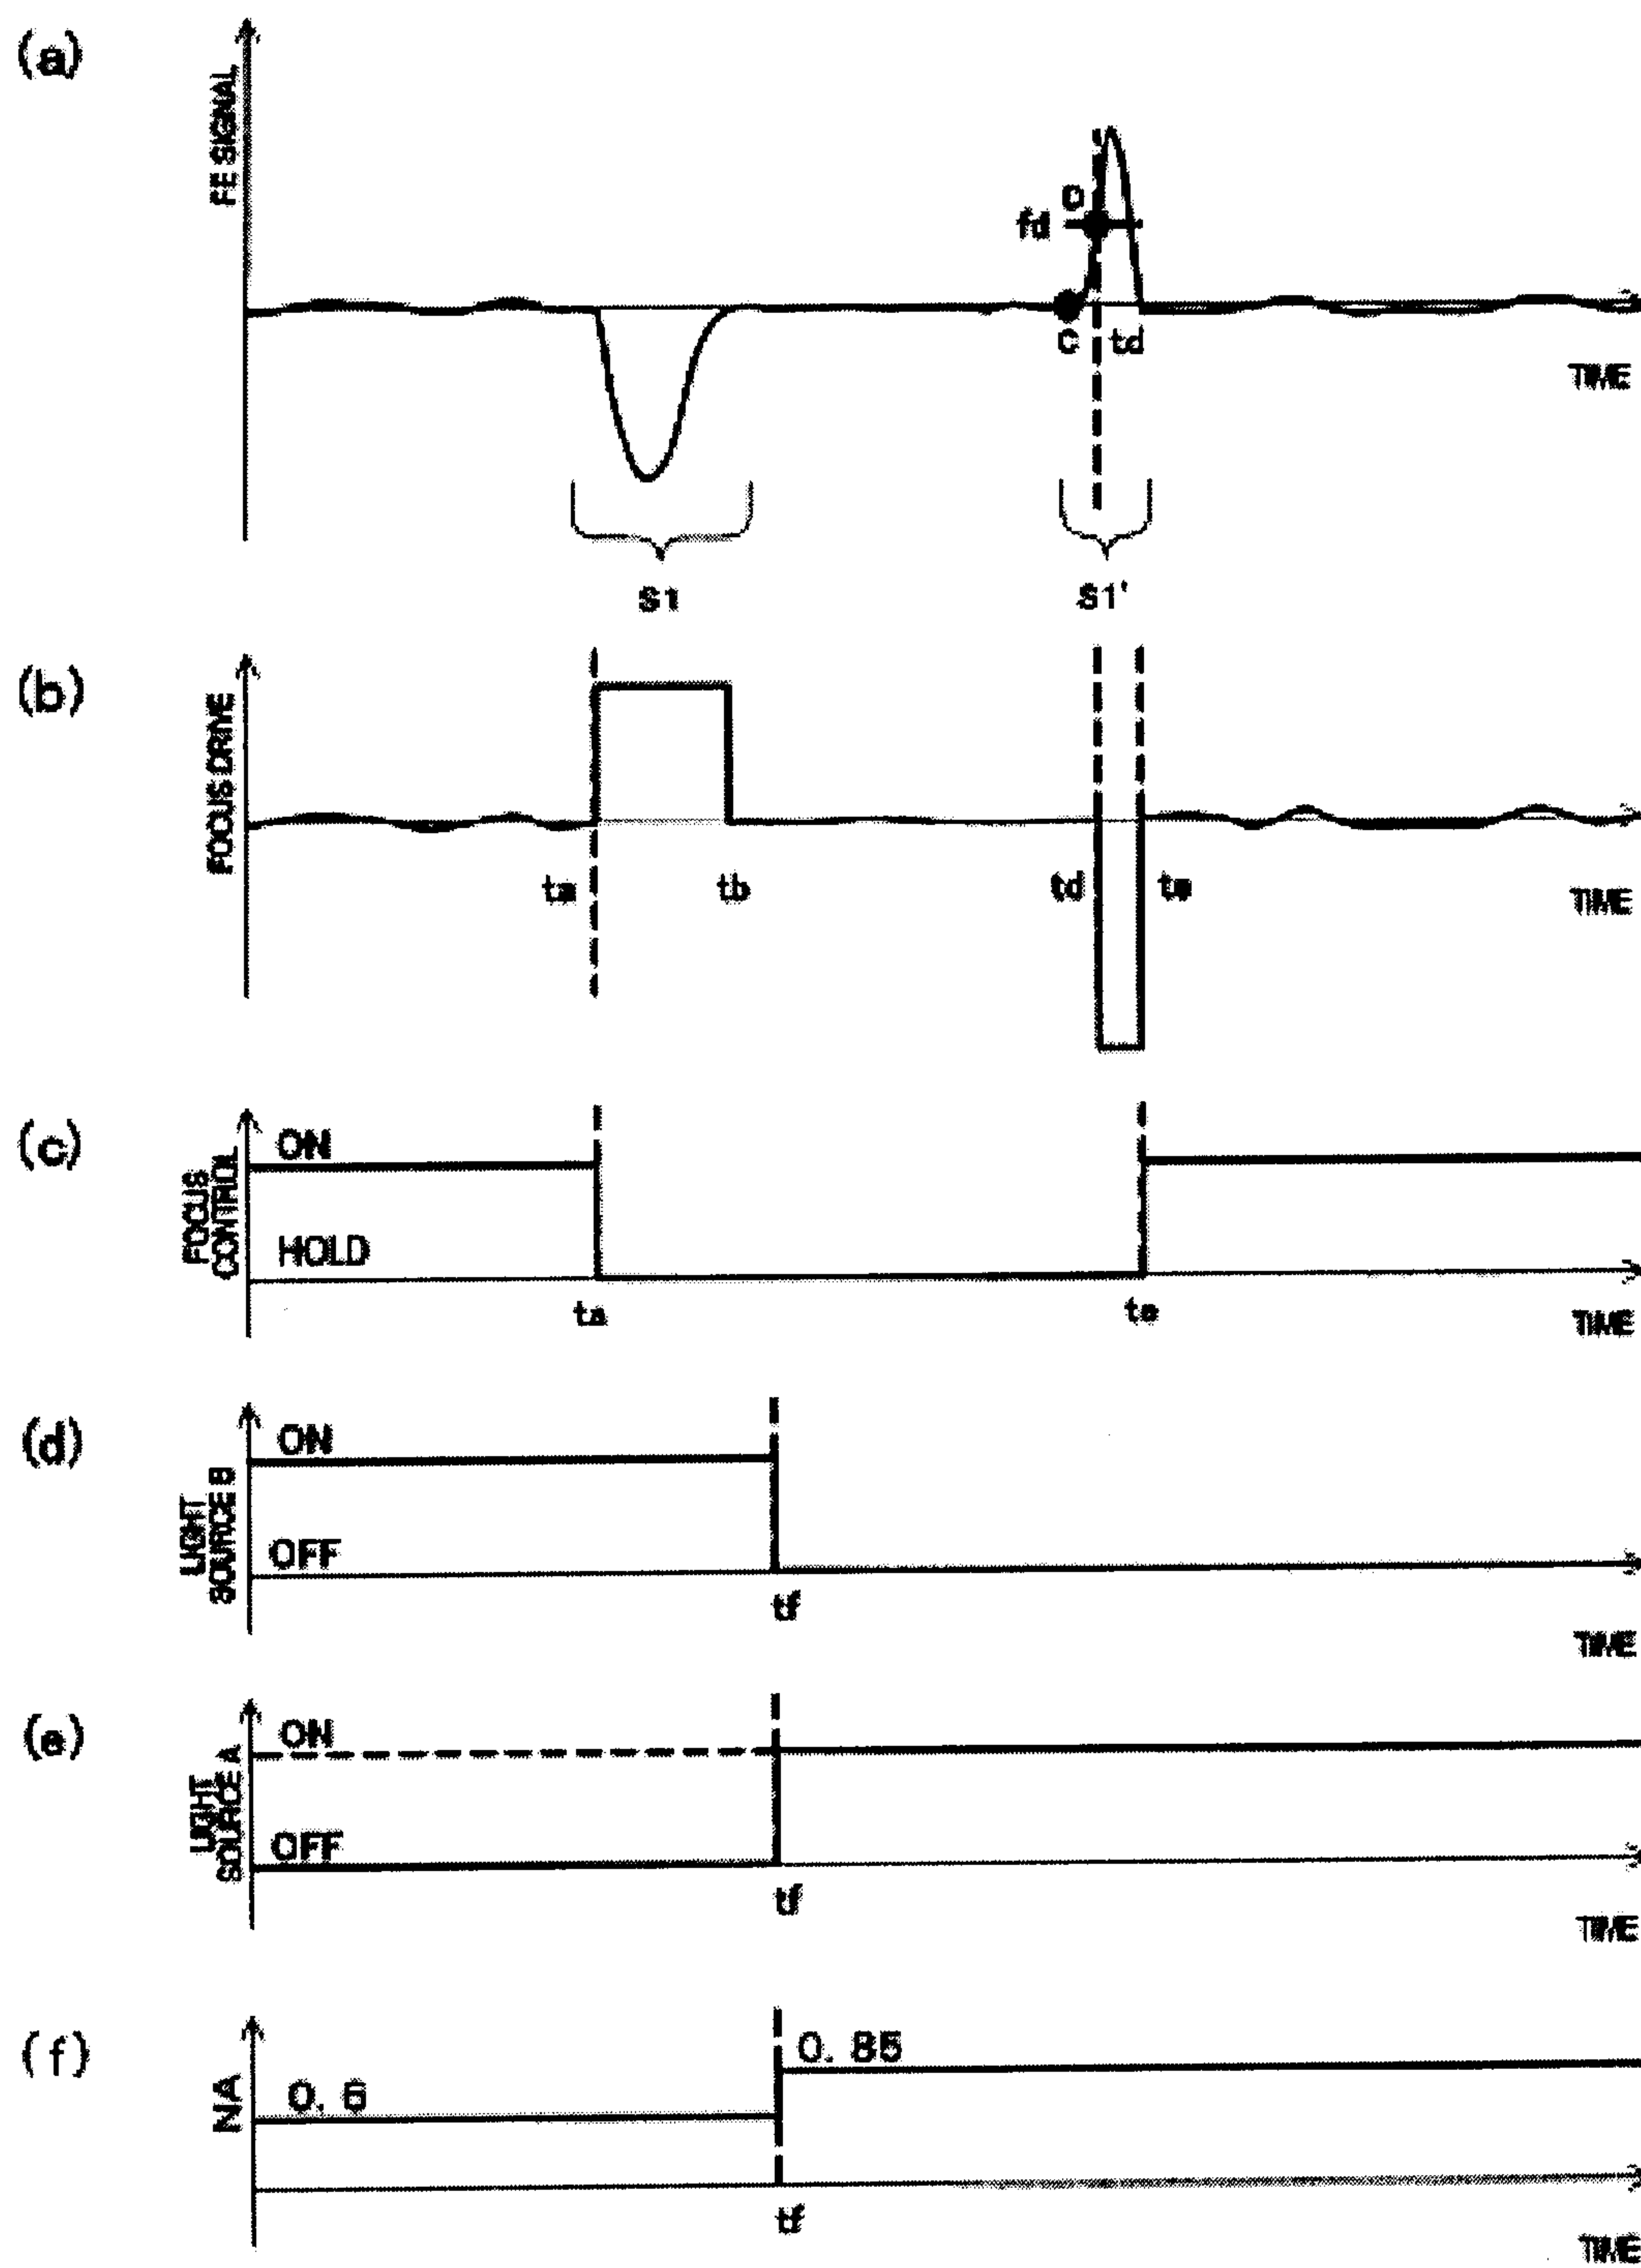 (a)
FE SIGNAL
D
fd
C
td
TIME
S1
S1'
(b)
FOCUS DRIVE
ta
tb
td
te
TIME
(c)
FOCUS
CONTROL
ON
HOLD
ta
te
TIME
(d)
LIGHT
SOURCE B
ON
OFF
tf
TIME
(e)
LIGHT
SOURCE A
ON
OFF
tf
TIME
(f)
NA
0. 6
0. 85
tf
TIME